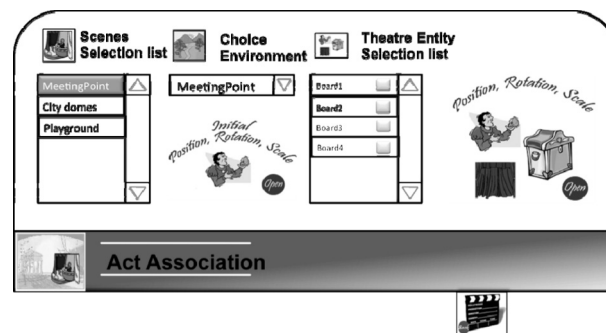 Scenes
Selection list
Choice
Environment
Theatre Entity
Selection list
MeetingPoint
City domes
Playground
MeetingPoint
Initial
Position, Rotation, Scale
Open
Board1
Board2
Board3
Board4
Position, Rotation, Scale
Open
Act Association